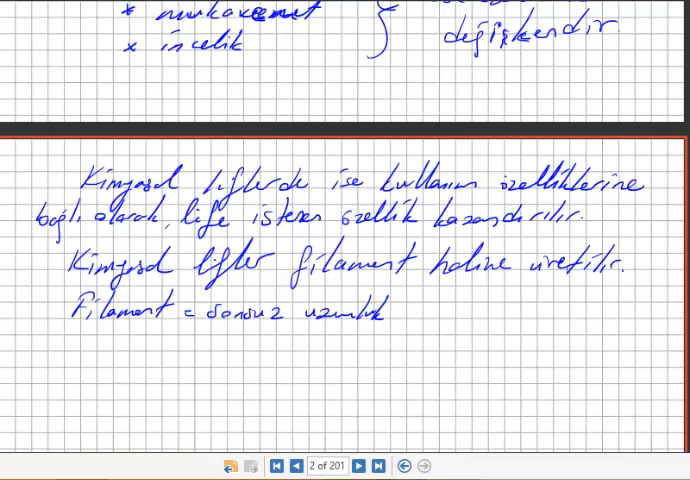 * mukavemet
* incelik
değişkendir.
Kimyasal liflerde ise kullanım özelliklerine
bağlı olarak, life istenen özellik kazandırılır.
Kimyasal lifler filament haline üretilir.
Filament = sonsuz uzunluk
2 of 201